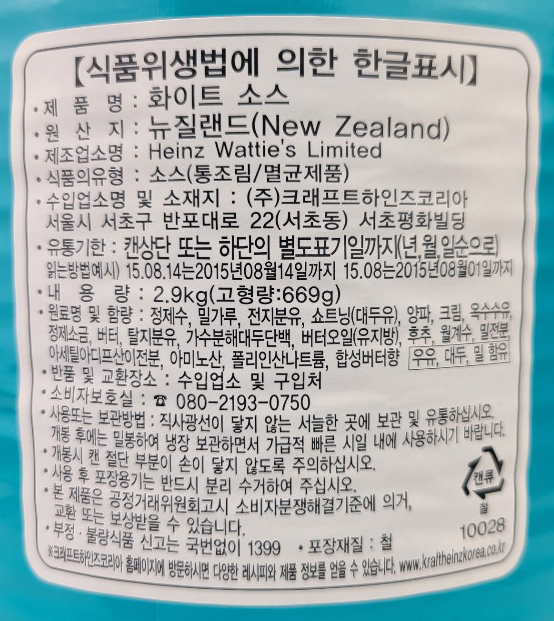 【식품위생법에 의한 한글표시】
• 제 품 명 : 화이트 소스
• 원 산 지 : 뉴질랜드(New Zealand)
• 제조업소명 : Heinz Wattie's Limited
• 식품의유형 : 소스(통조림/멸균제품)
• 수입업소명 및 소재지 : (주)크래프트하인즈코리아
서울시 서초구 반포대로 22(서초동) 서초평화빌딩
• 유통기한 : 캔상단 또는 하단의 별도표기일까지(년,월,일순으로)
읽는방법예시) 15.08.14는2015년08월14일까지 15.08는2015년08월01일까지
• 내 용 량 : 2.9kg(고형량:669g)
• 원료명 및 함량 : 정제수, 밀가루, 전지분유, 쇼트닝(대두유), 양파, 크림, 옥수수유,
정제소금, 버터, 탈지분유, 가수분해대두단백, 버터오일(유지방), 후추, 월계수, 밀전분,
아세틸아디프산이전분, 아미노산, 폴리인산나트륨, 합성버터향 우유, 대두, 밀 함유
• 반품 및 교환장소 : 수입업소 및 구입처
• 소비자보호실 : ☎ 080-2193-0750
• 사용또는 보관방법 : 직사광선이 닿지 않는 서늘한 곳에 보관 및 유통하십시오.
개봉 후에는 밀봉하여 냉장 보관하면서 가급적 빠른 시일 내에 사용하시기 바랍니다.
• 개봉시 캔 절단 부분이 손이 닿지 않도록 주의하십시오.
• 사용 후 포장용기는 반드시 분리 수거하여 주십시오.
• 본 제품은 공정거래위원회고시 소비자분쟁해결기준에 의거,
교환 또는 보상받을 수 있습니다.
캔류
철
10028
• 부정·불량식품 신고는 국번없이 1399 • 포장재질 : 철
※크래프트하인즈코리아 홈페이지에 방문하시면 다양한 레시피와 제품 정보를 얻을 수 있습니다. www.kraftheinzkorea.co.kr